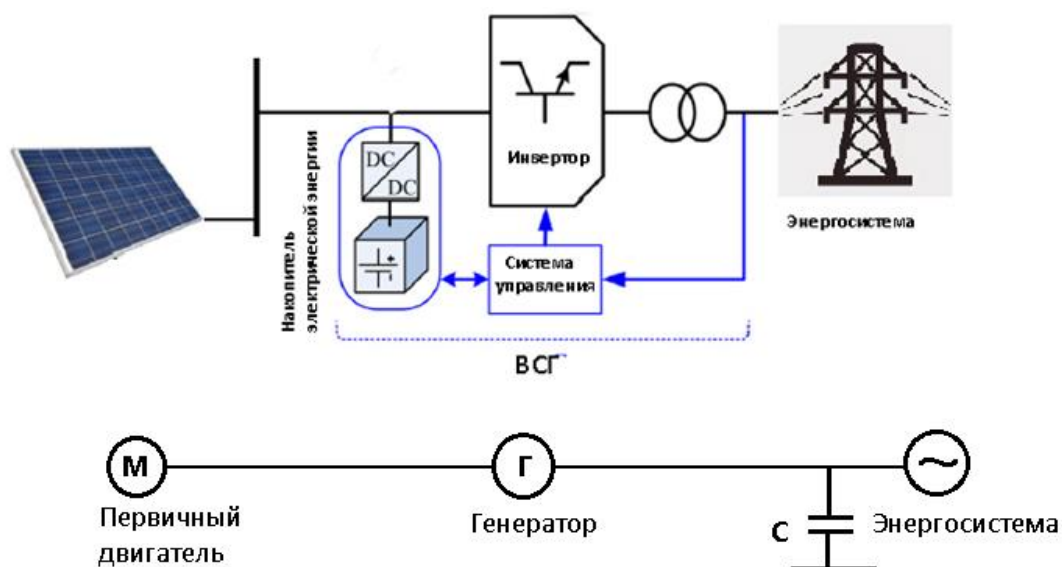 DC
DC
Накопитель
электрической энергии
Инвертор
Система
управления
Энергосистема
ВСГ
М
Первичный
двигатель
Г
Генератор
С
Энергосистема